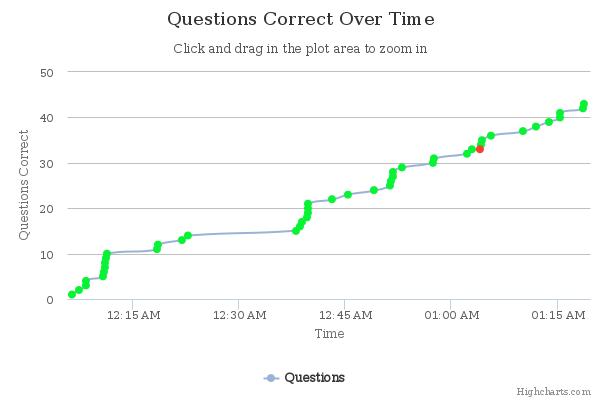 Questions Correct Over Time
Click and drag in the plot area to zoom in
Questions Correct
50
40
30
20
10
0
12:15 AM
12:30 AM
12:45 AM
01:00 AM
01:15 AM
Time
Questions
Highcharts.com